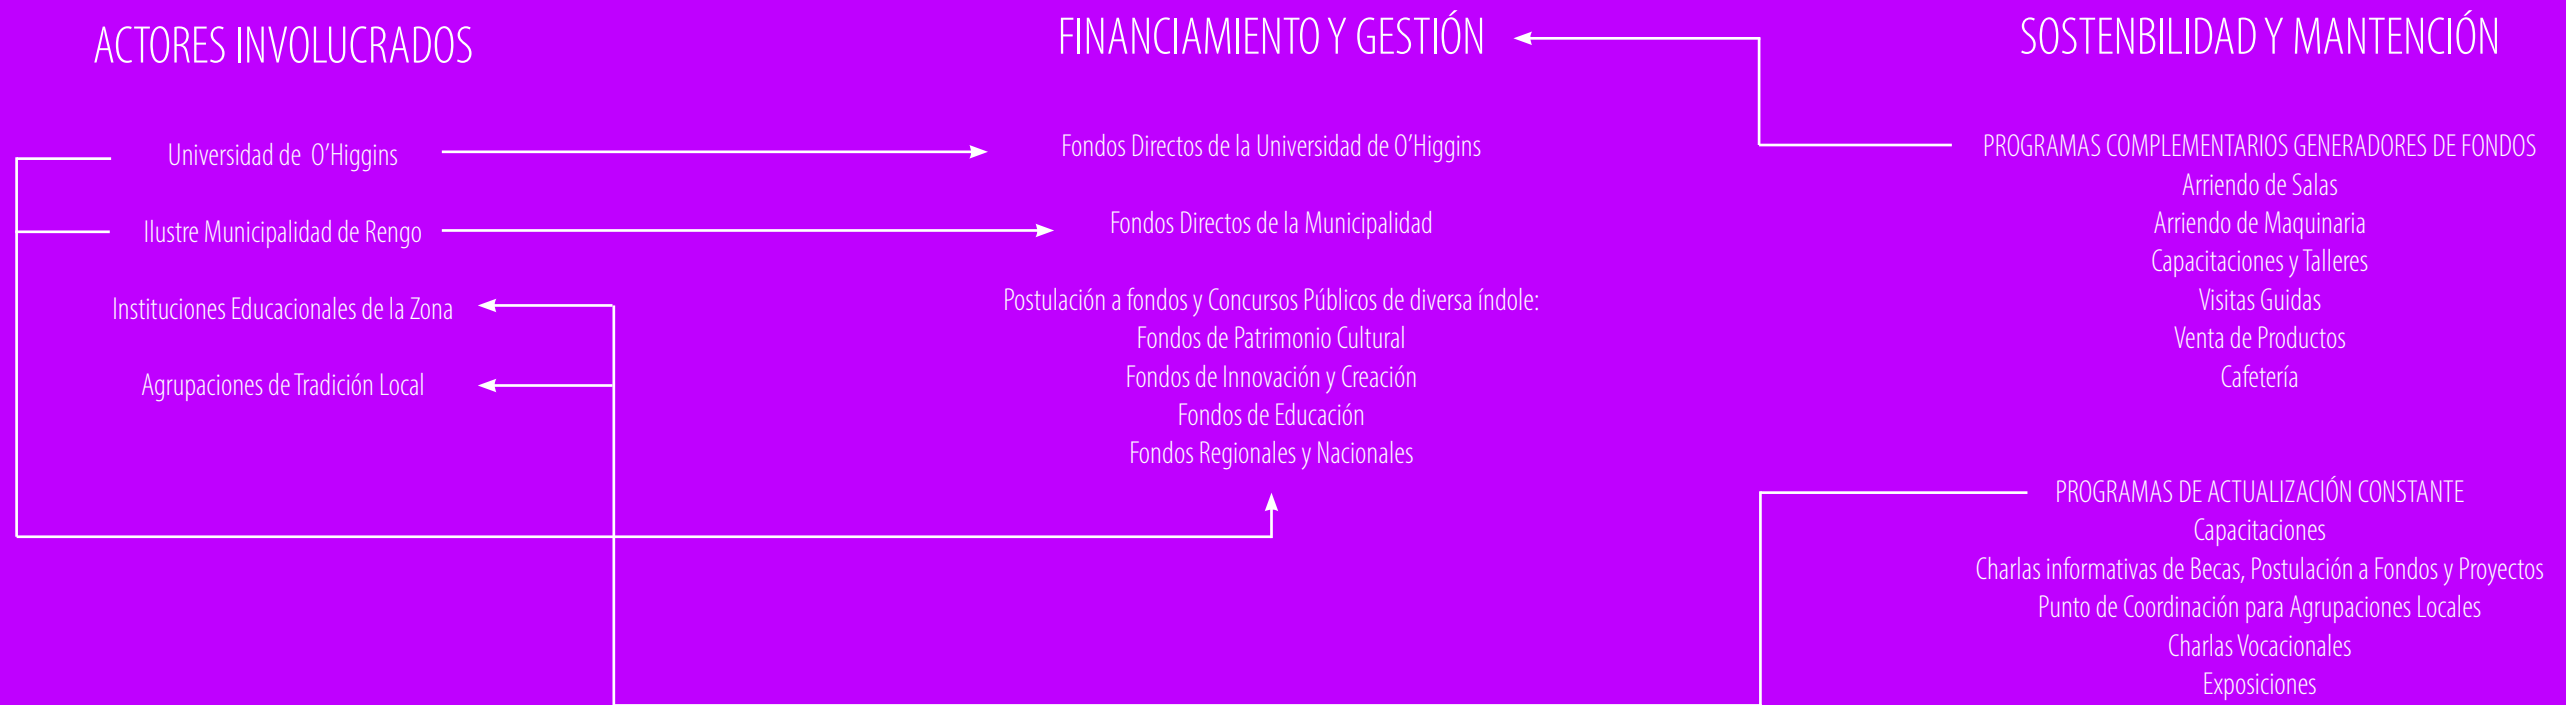 ACTORES INVOLUCRADOS
Universidad de O'Higgins
Ilustre Municipalidad de Rengo
Instituciones Educacionales de la Zona
Agrupaciones de Tradición Local
FINANCIAMIENTO Y GESTIÓN
Fondos Directos de la Universidad de O'Higgins
Fondos Directos de la Municipalidad
Postulación a fondos y Concursos Públicos de diversa índole:
Fondos de Patrimonio Cultural
Fondos de Innovación y Creación
Fondos de Educación
Fondos Regionales y Nacionales
SOSTENBILIDAD Y MANTENCIÓN
PROGRAMAS COMPLEMENTARIOS GENERADORES DE FONDOS
Arriendo de Salas
Arriendo de Maquinaria
Capacitaciones y Talleres
Visitas Guidas
Venta de Productos
Cafetería
PROGRAMAS DE ACTUALIZACIÓN CONSTANTE
Capacitaciones
Charlas informativas de Becas, Postulación a Fondos y Proyectos
Punto de Coordinación para Agrupaciones Locales
Charlas Vocacionales
Exposiciones